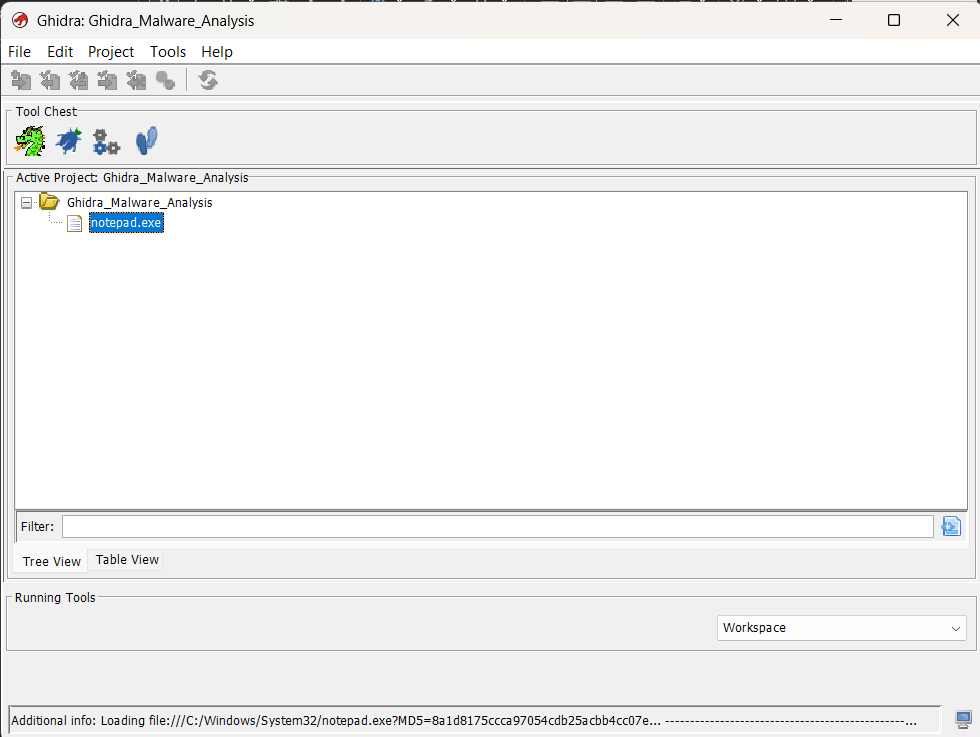 Ghidra: Ghidra_Malware_Analysis
File Edit Project Tools Help
Tool Chest
Active Project: Ghidra_Malware_Analysis
Ghidra_Malware_Analysis
notepad.exe
Filter:
Tree View Table View
Running Tools
Workspace
Additional info: Loading file:///C:/Windows/System32/notepad.exe?MD5=8a1d8175ccca97054cdb25acbb4cc07e... ----------------------------------------------...